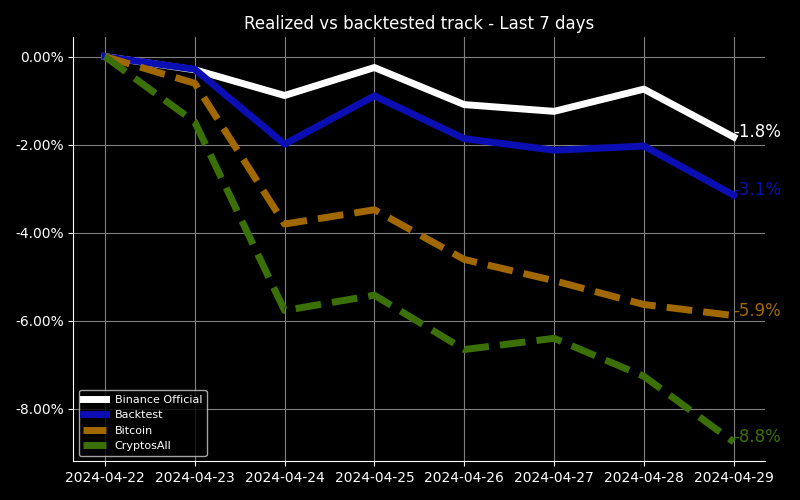 Realized vs backtested track - Last 7 days
0.00%
-2.00%
-4.00%
-6.00%
-8.00%
-1.8%
-3.1%
-5.9%
-8.8%
Binance Official
Backtest
Bitcoin
CryptosAll
2024-04-22 2024-04-23 2024-04-24 2024-04-25 2024-04-26 2024-04-27 2024-04-28 2024-04-29